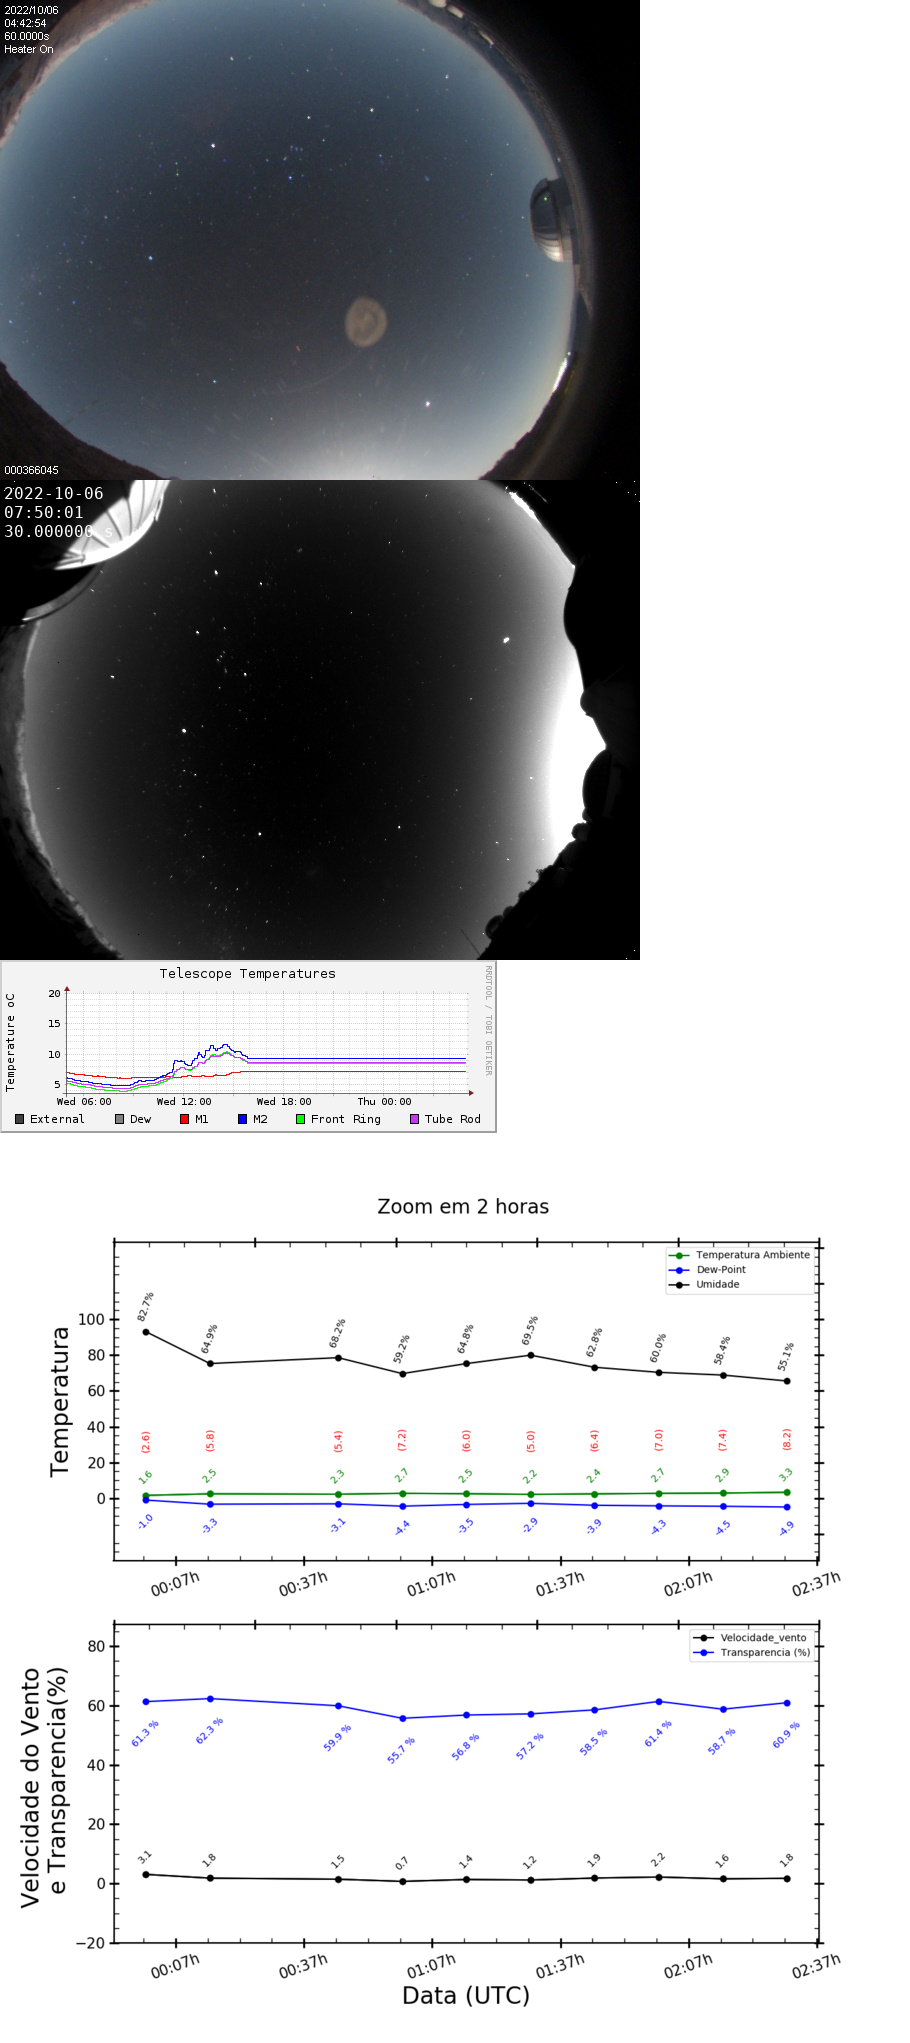 2022/10/06
04:42:54
60.0000s
Heater On
000366045
2022-10-06
07:50:01
30.000000 s
Telescope Temperatures
RRDTOOL / TOBI OETIKER
Temperature oC
20
15
10
5
Wed 06:00 Wed 12:00 Wed 18:00 Thu 00:00
External Dew M1 M2 Front Ring Tube Rod
Zoom em 2 horas
Temperatura Ambiente
Dew-Point
Umidade
Temperatura
100
80
60
40
20
0
82.7% 64.9% 68.2% 59.2% 64.8% 69.5% 62.8% 60.0% 58.4% 55.1%
(2.6) (5.8) (5.4) (7.2) (6.0) (5.0) (6.4) (7.0) (7.4) (8.2)
1.6 2.5 2.3 2.7 2.5 2.2 2.4 2.7 2.9 3.3
-1.0 -3.3 -3.1 -4.4 -3.5 -2.9 -3.9 -4.3 -4.5 -4.9
00:07h 00:37h 01:07h 01:37h 02:07h 02:37h
Velocidade_vento
Transparencia (%)
Velocidade do Vento
e Transparencia(%)
80
60
40
20
0
−20
61.3 % 62.3 % 59.9 % 55.7 % 56.8 % 57.2 % 58.5 % 61.4 % 58.7 % 60.9 %
3.1 1.8 1.5 0.7 1.4 1.2 1.9 2.2 1.6 1.8
00:07h 00:37h 01:07h 01:37h 02:07h 02:37h
Data (UTC)